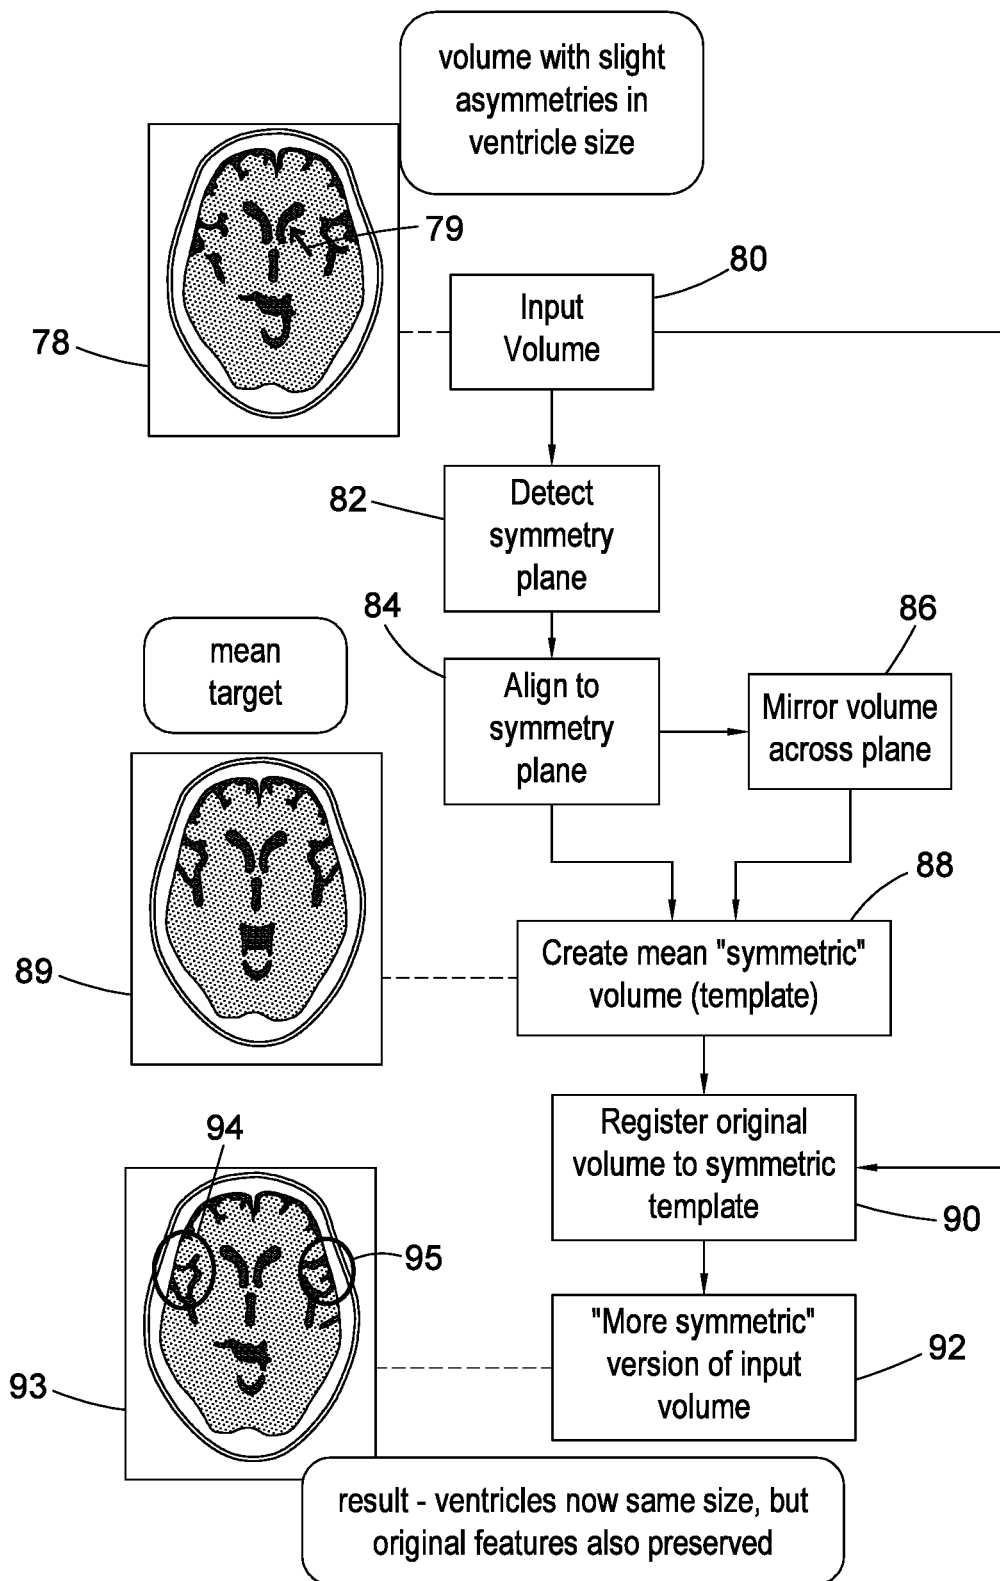 volume with slight
asymmetries in
ventricle size
79
80
Input
Volume
78
82
Detect
symmetry
plane
84
86
mean
target
Align to
symmetry
plane
Mirror volume
across plane
88
Create mean "symmetric"
volume (template)
89
94
Register original
volume to symmetric
template
90
95
"More symmetric"
version of input
volume
92
93
result - ventricles now same size, but
original features also preserved